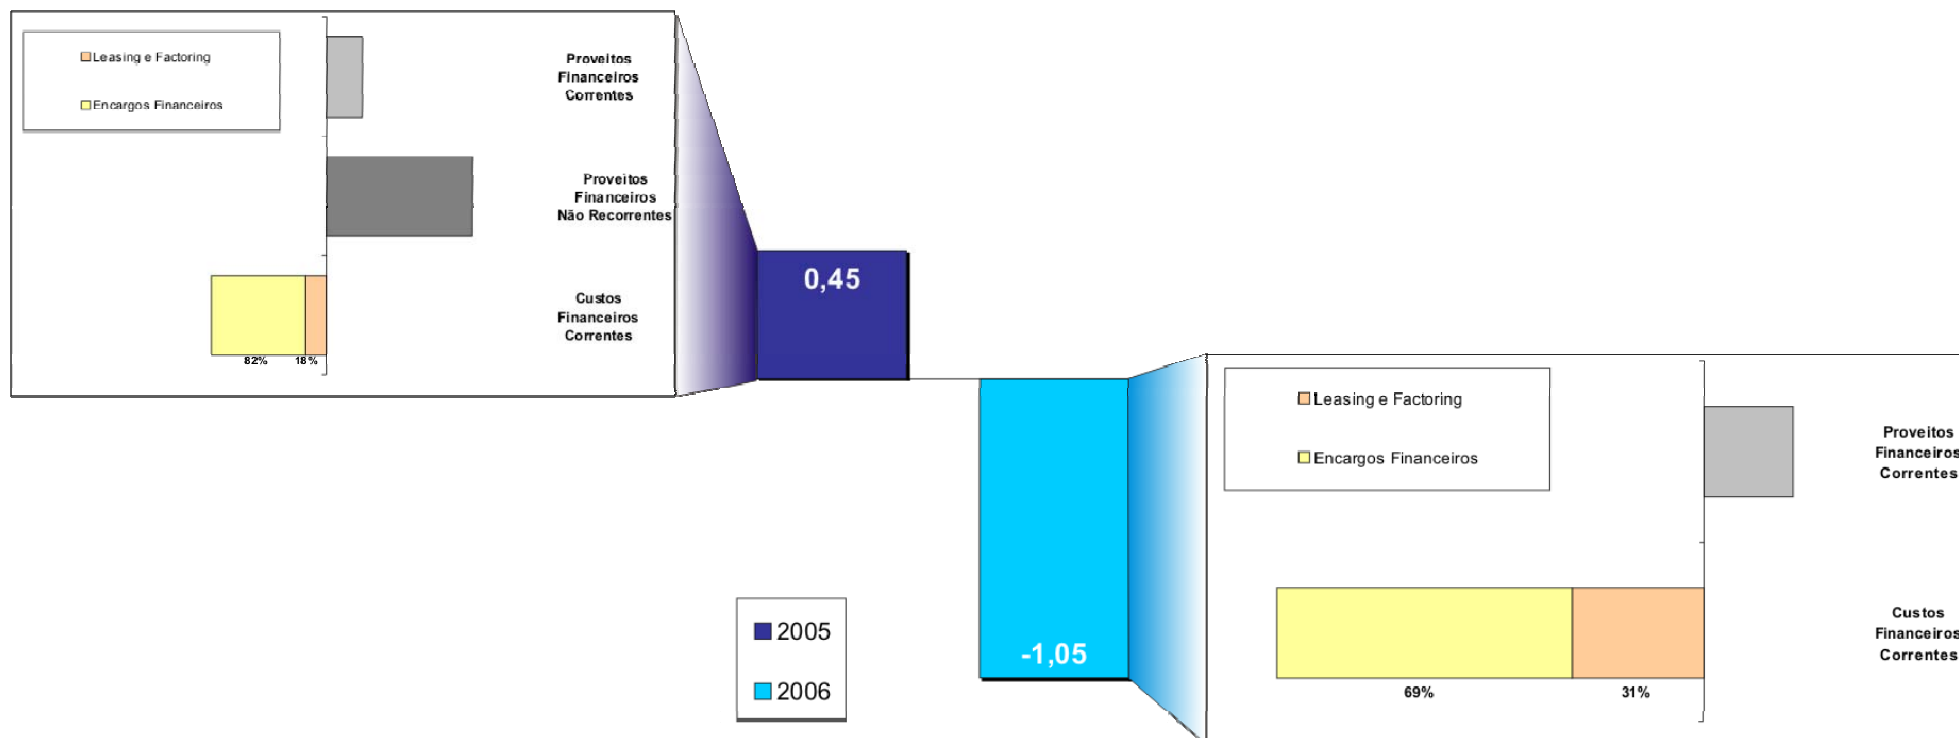 Leasing e Factoring
Encargos Financeiros
Proveitos
Financeiros
Correntes
Proveitos
Financeiros
Não Recorrentes
Custos
Financeiros
Correntes
82% 18%
0,45
-1,05
2005
2006
Leasing e Factoring
Encargos Financeiros
Proveitos
Financeiros
Correntes
Custos
Financeiros
Correntes
69% 31%